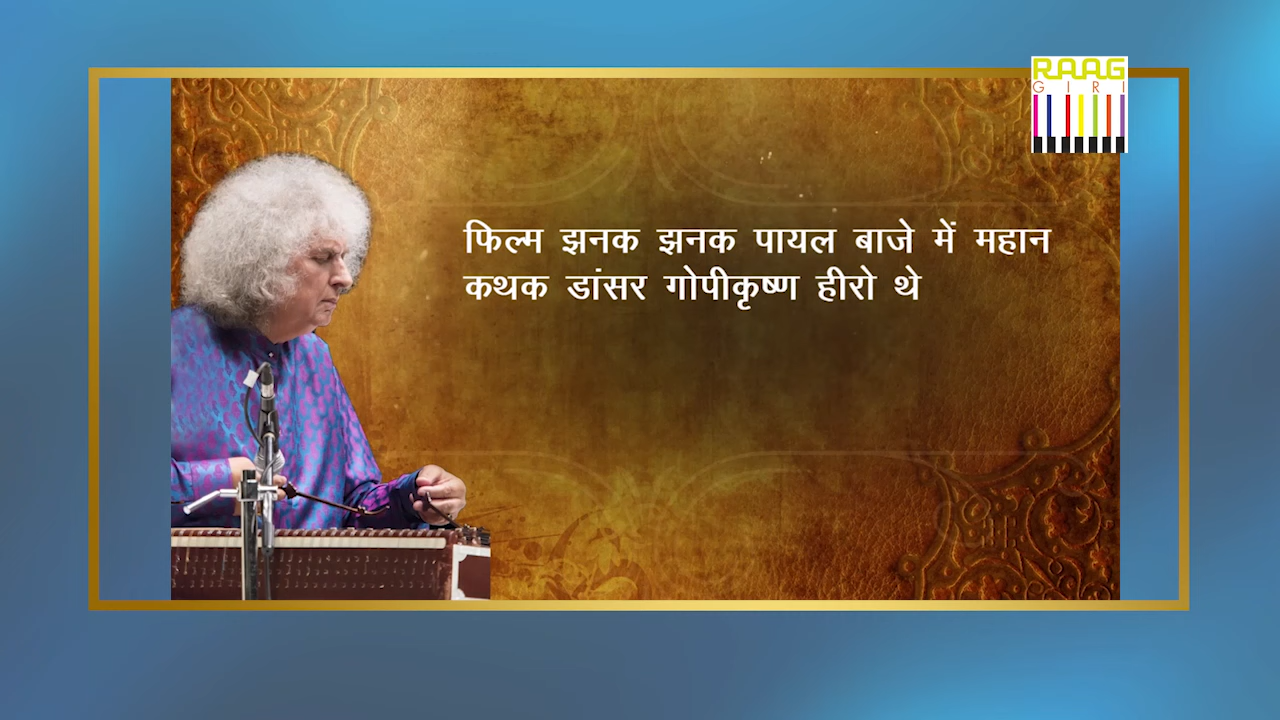 RAAG
GIRI
फिल्म झनक झनक पायल बाजे में महान
कथक डांसर गोपीकृष्ण हीरो थे